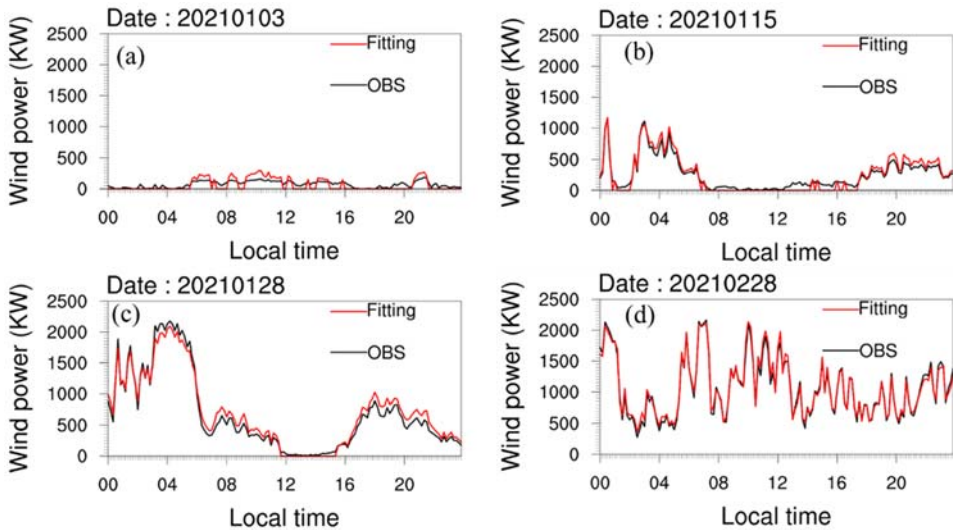 Date : 20210103
(a)
Wind power (KW)
2500
2000
1500
1000
500
0
Fitting
OBS
00 04 08 12 16 20
Local time
Date : 20210115
(b)
Wind power (KW)
2500
2000
1500
1000
500
0
Fitting
OBS
00 04 08 12 16 20
Local time
Date : 20210128
(c)
Wind power (KW)
2500
2000
1500
1000
500
0
Fitting
OBS
00 04 08 12 16 20
Local time
Date : 20210228
(d)
Wind power (KW)
2500
2000
1500
1000
500
0
Fitting
OBS
00 04 08 12 16 20
Local time